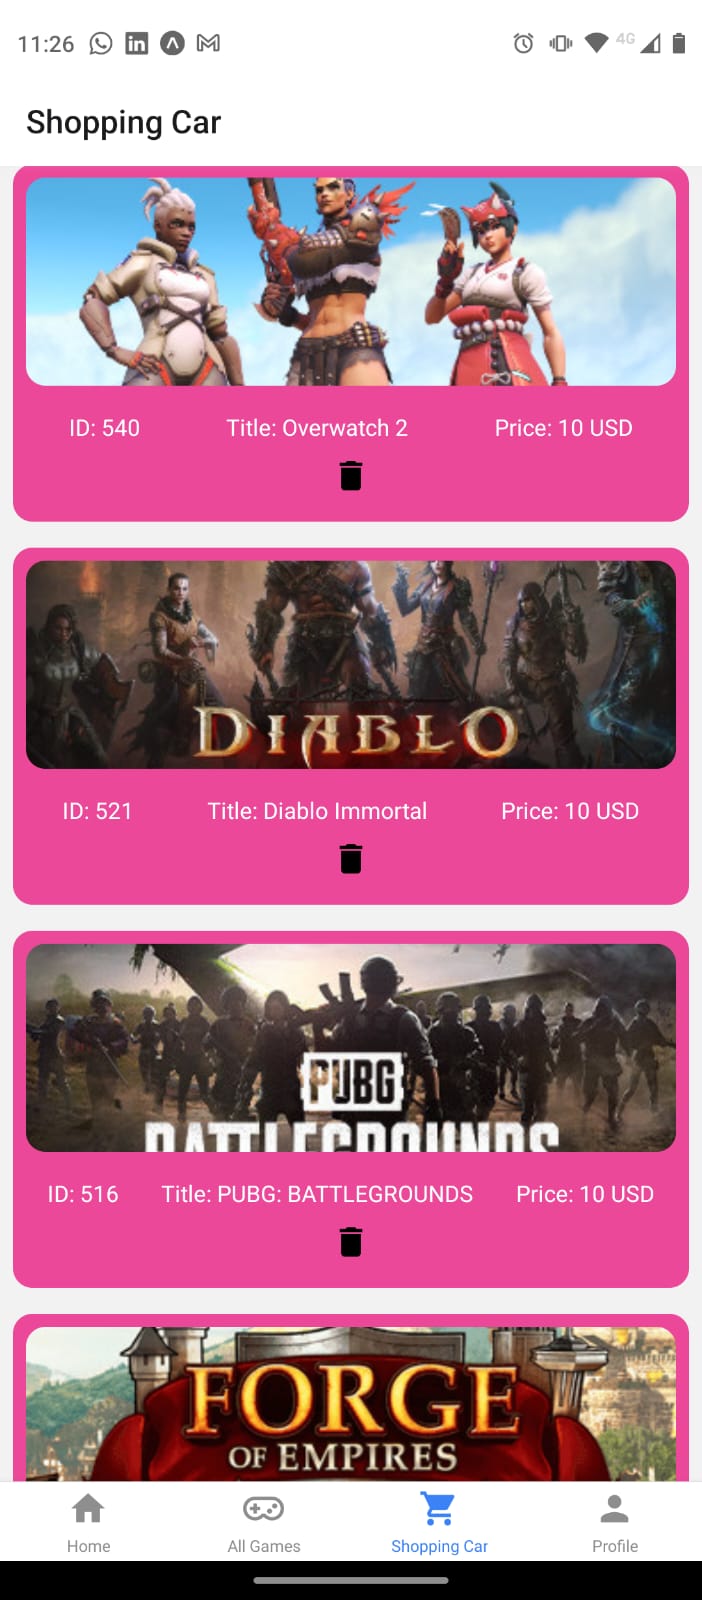 11:26
4G
Shopping Car
ID: 540 Title: Overwatch 2 Price: 10 USD
DIABLO
ID: 521 Title: Diablo Immortal Price: 10 USD
PUBG
BATTLEGROUNDS
ID: 516 Title: PUBG: BATTLEGROUNDS Price: 10 USD
FORGE
OF EMPIRES
Home All Games Shopping Car Profile